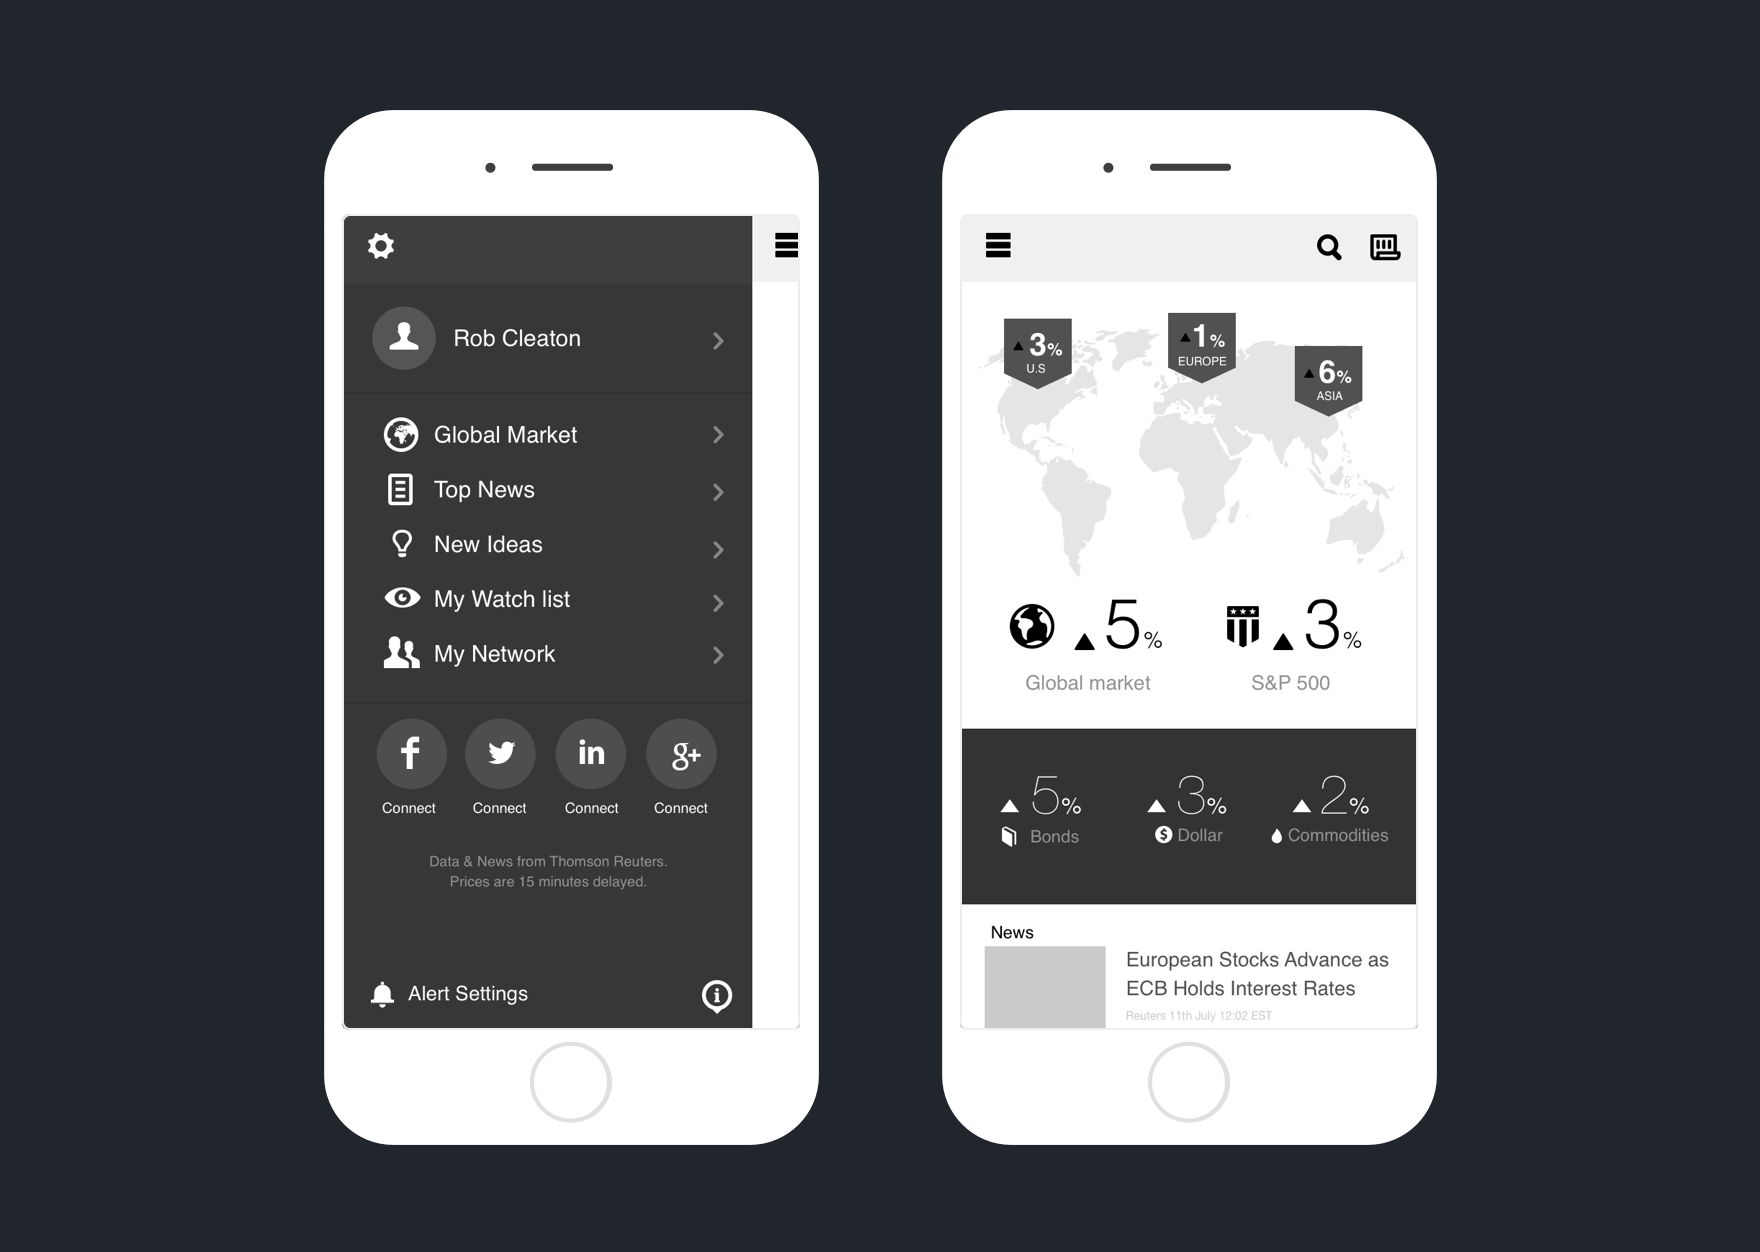 Rob Cleaton
Global Market
Top News
New Ideas
My Watch list
My Network
f
in
g+
Connect
Connect
Connect
Connect
Data & News from Thomson Reuters.
Prices are 15 minutes delayed.
Alert Settings
i
3%
U.S
1%
EUROPE
6%
ASIA
5%
3%
Global market
S&P 500
5%
3%
2%
Bonds
$ Dollar
Commodities
News
European Stocks Advance as
ECB Holds Interest Rates
Reuters 11th July 12:02 EST